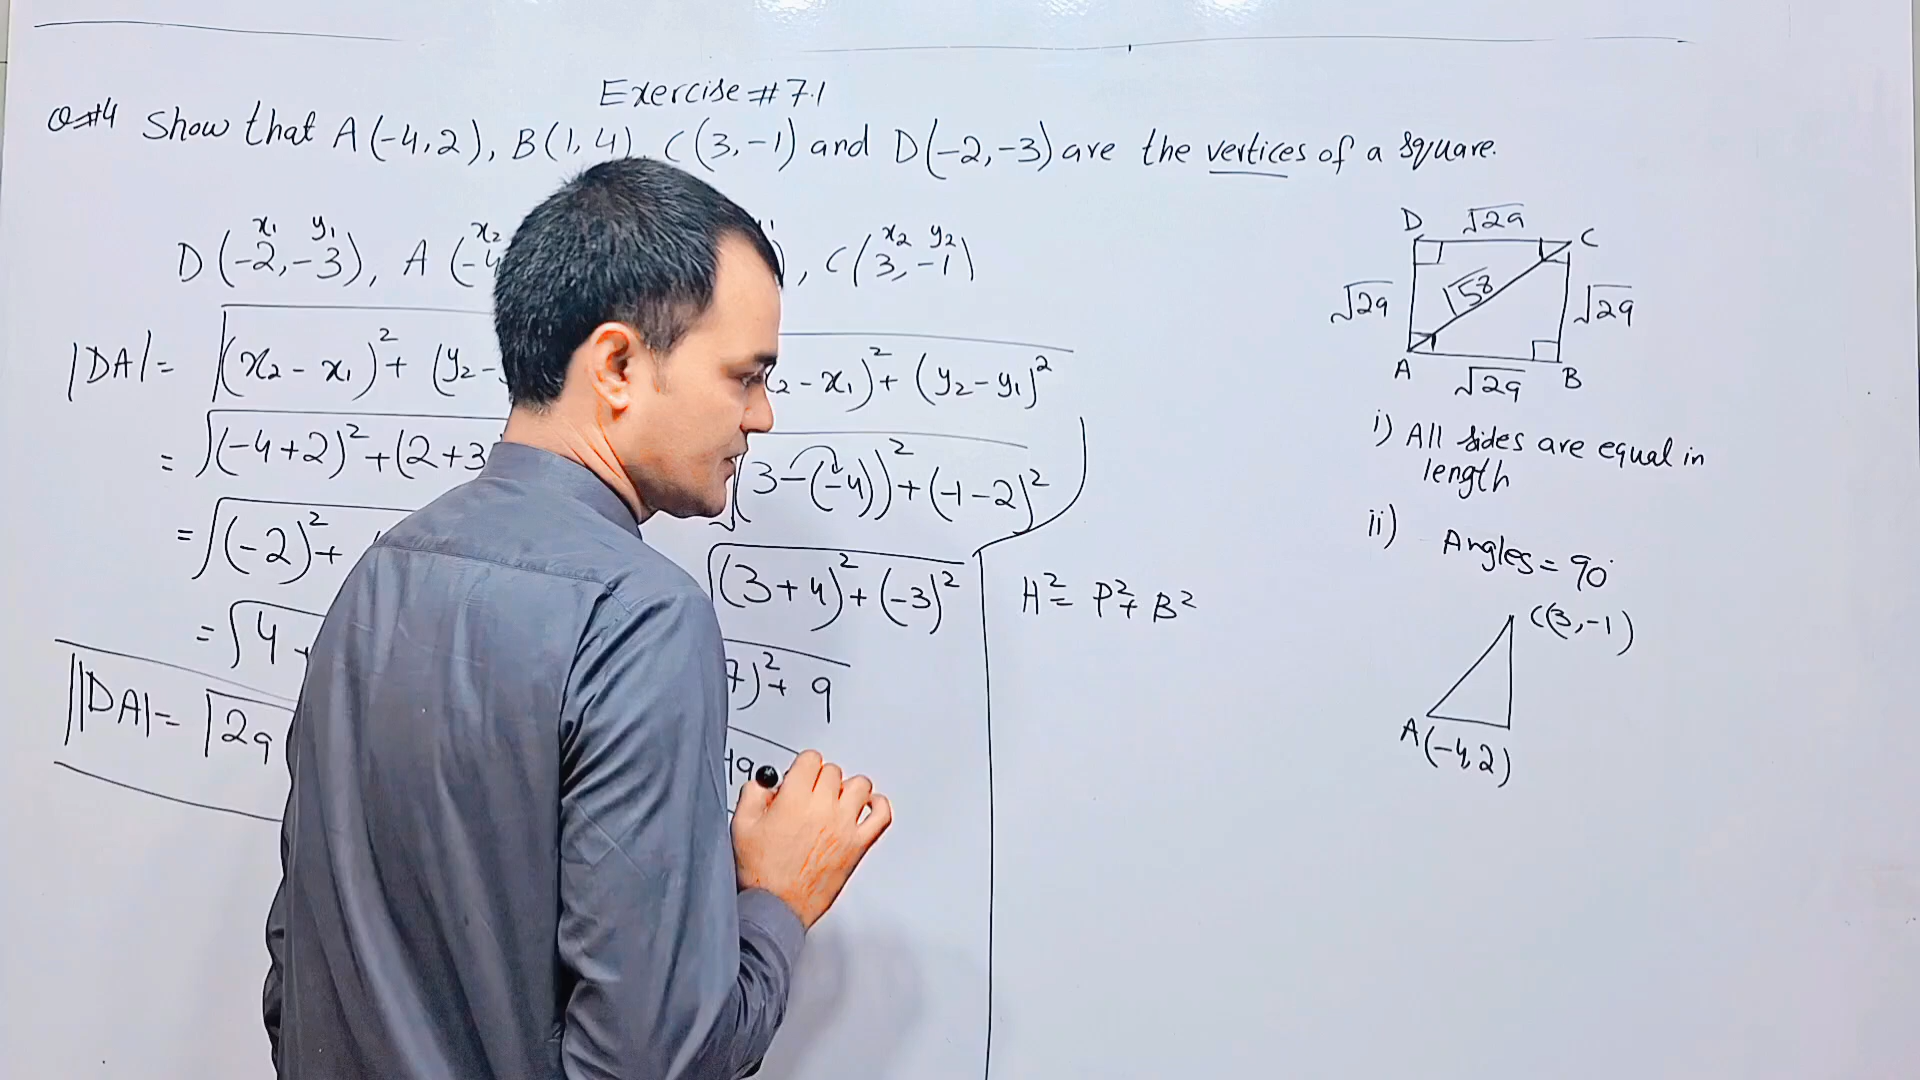 Exercise # 7.1
Q#4 Show that A(-4,2), B(1,4), C(3,-1) and D(-2,-3) are the vertices of a square.
x₁ y₁ x₂ x₂ y₂
D(-2,-3), A(-4 ), C(3,-1)
|DA| = √(x₂ - x₁)² + (y₂ -
= √(-4+2)² + (2+3
= √(-2)² +
= √4 +
|DA| = √29
₂ - x₁)² + (y₂ - y₁)²
√(3-(-4))² + (-1-2)²
√(3+4)² + (-3)²
7)² + 9
49
H² = P² + B²
D √29 C
√29 √58 √29
A √29 B
i) All sides are equal in
length
ii) Angles = 90°
C(3,-1)
A(-4,2)